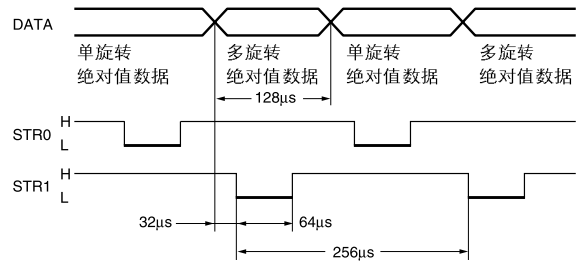 DATA
单旋转 多旋转 单旋转 多旋转
绝对值数据 绝对值数据 绝对值数据 绝对值数据
128μs
H
STR0
L
H
STR1
L
32μs 64μs
256μs